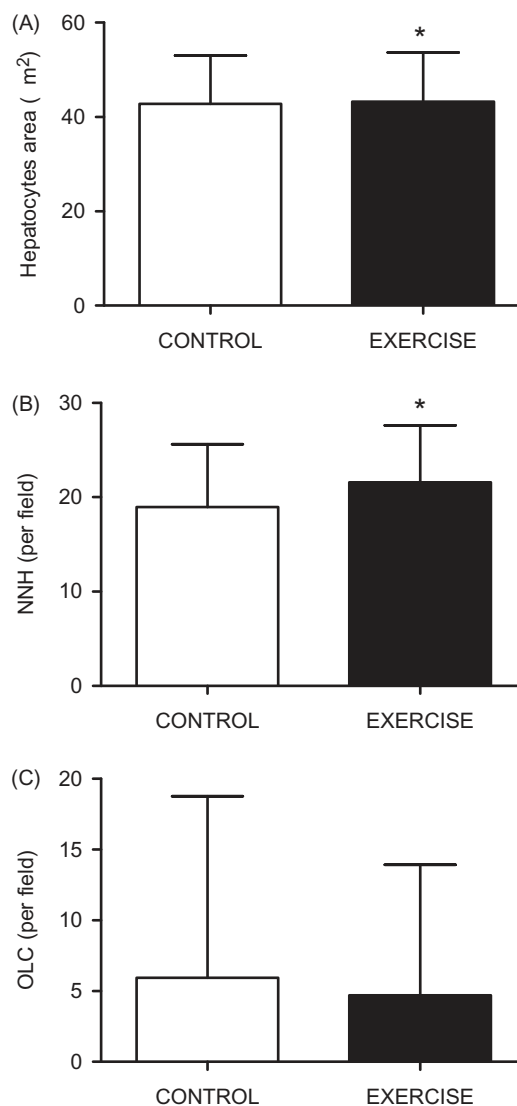 (A)
Hepatocytes area ( m²)
60
*
40
20
0
CONTROL EXERCISE
(B)
NNH (per field)
30
*
20
10
0
CONTROL EXERCISE
(C)
OLC (per field)
20
15
10
5
0
CONTROL EXERCISE